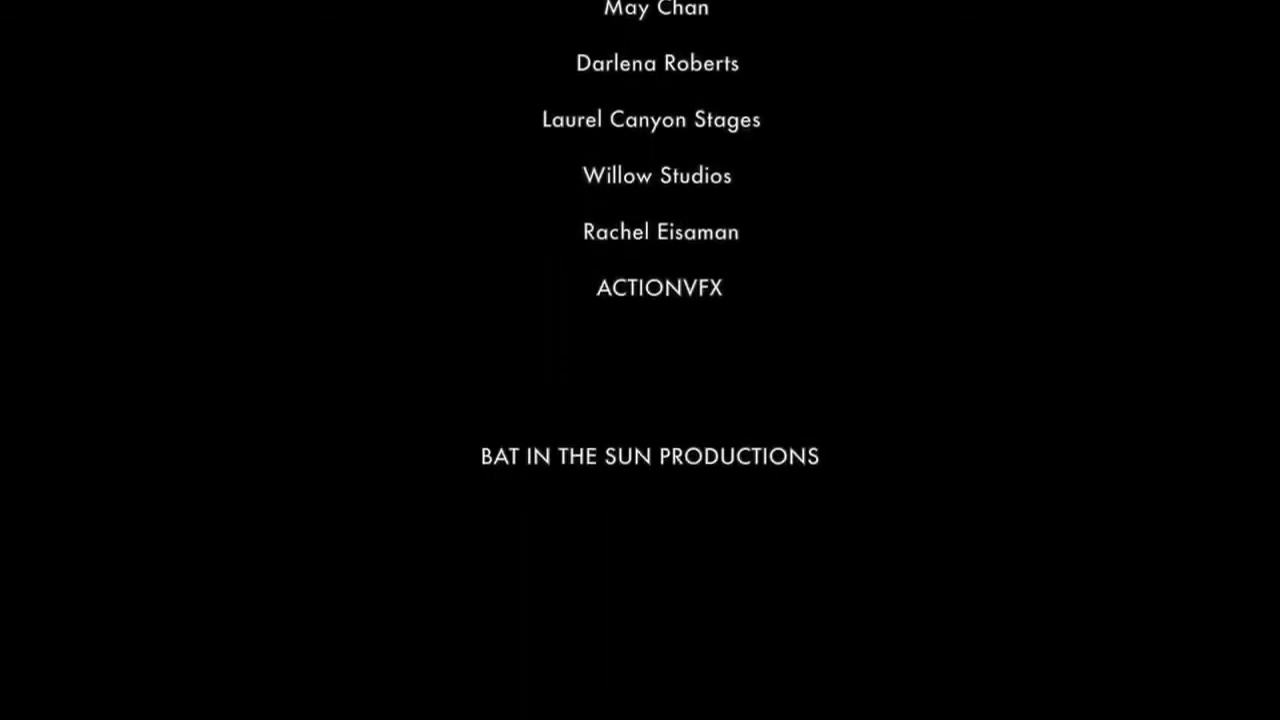 May Chan
Darlena Roberts
Laurel Canyon Stages
Willow Studios
Rachel Eisaman
ACTIONVFX
BAT IN THE SUN PRODUCTIONS